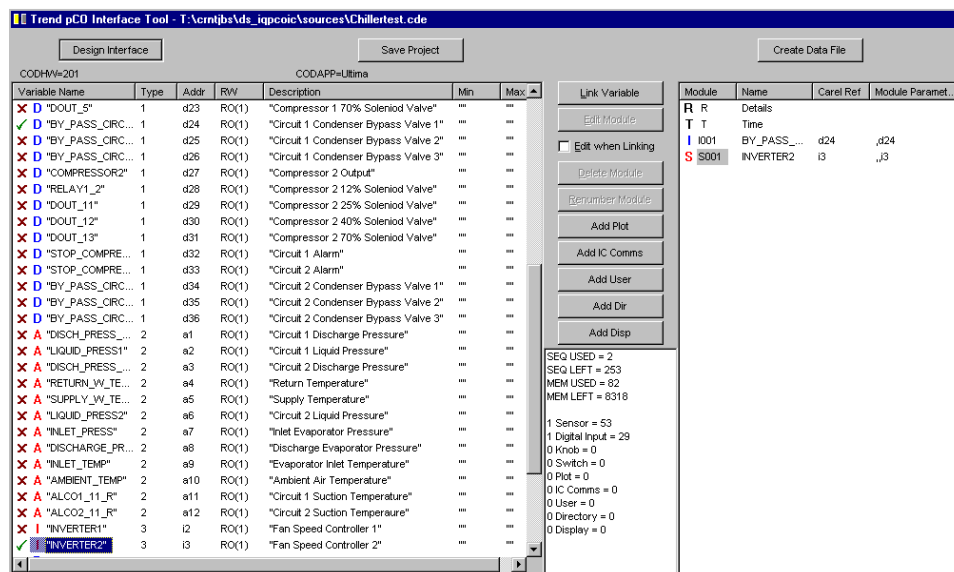 Trend pCO Interface Tool - T:\crntjbs\ds_iqpcoic\sources\Chillertest.cde
Design Interface Save Project Create Data File
CODHW=201 CODAPP=Ultima
Variable Name Type Addr RW Description Min Max
D "DOUT_5" 1 d23 RO(1) "Compressor 1 70% Soleniod Valve" "" ""
D "BY_PASS_CIRC... 1 d24 RO(1) "Circuit 1 Condenser Bypass Valve 1" "" ""
D "BY_PASS_CIRC... 1 d25 RO(1) "Circuit 1 Condenser Bypass Valve 2" "" ""
D "BY_PASS_CIRC... 1 d26 RO(1) "Circuit 1 Condenser Bypass Valve 3" "" ""
D "COMPRESSOR2" 1 d27 RO(1) "Compressor 2 Output" "" ""
D "RELAY1_2" 1 d28 RO(1) "Compressor 2 12% Soleniod Valve" "" ""
D "DOUT_11" 1 d29 RO(1) "Compressor 2 25% Soleniod Valve" "" ""
D "DOUT_12" 1 d30 RO(1) "Compressor 2 40% Soleniod Valve" "" ""
D "DOUT_13" 1 d31 RO(1) "Compressor 2 70% Soleniod Valve" "" ""
D "STOP_COMPRE... 1 d32 RO(1) "Circuit 1 Alarm" "" ""
D "STOP_COMPRE... 1 d33 RO(1) "Circuit 2 Alarm" "" ""
D "BY_PASS_CIRC... 1 d34 RO(1) "Circuit 2 Condenser Bypass Valve 1" "" ""
D "BY_PASS_CIRC... 1 d35 RO(1) "Circuit 2 Condenser Bypass Valve 2" "" ""
D "BY_PASS_CIRC... 1 d36 RO(1) "Circuit 2 Condenser Bypass Valve 3" "" ""
A "DISCH_PRESS_... 2 a1 RO(1) "Circuit 1 Discharge Pressure" "" ""
A "LIQUID_PRESS1" 2 a2 RO(1) "Circuit 1 Liquid Pressure" "" ""
A "DISCH_PRESS_... 2 a3 RO(1) "Circuit 2 Discharge Pressure" "" ""
A "RETURN_W_TE... 2 a4 RO(1) "Return Temperature" "" ""
A "SUPPLY_W_TE... 2 a5 RO(1) "Supply Temperature" "" ""
A "LIQUID_PRESS2" 2 a6 RO(1) "Circuit 2 Liquid Pressure" "" ""
A "INLET_PRESS" 2 a7 RO(1) "Inlet Evaporator Pressure" "" ""
A "DISCHARGE_PR... 2 a8 RO(1) "Discharge Evaporator Pressure" "" ""
A "INLET_TEMP" 2 a9 RO(1) "Evaporator Inlet Temperature" "" ""
A "AMBIENT_TEMP" 2 a10 RO(1) "Ambient Air Temperature" "" ""
A "ALCO1_11_R" 2 a11 RO(1) "Circuit 1 Suction Temperature" "" ""
A "ALCO2_11_R" 2 a12 RO(1) "Circuit 2 Suction Temperaure" "" ""
I "INVERTER1" 3 i2 RO(1) "Fan Speed Controller 1" "" ""
I "INVERTER2" 3 i3 RO(1) "Fan Speed Controller 2" "" ""
Link Variable
Edit Module
Edit when Linking
Delete Module
Renumber Module
Add Plot
Add IC Comms
Add User
Add Dir
Add Disp
SEQ USED = 2
SEQ LEFT = 253
MEM USED = 82
MEM LEFT = 8318
1 Sensor = 53
1 Digital Input = 29
0 Knob = 0
0 Switch = 0
0 Plot = 0
0 IC Comms = 0
0 User = 0
0 Directory = 0
0 Display = 0
Module Name Carel Ref Module Paramet...
R R Details
T T Time
I I001 BY_PASS_... d24 ,d24
S S001 INVERTER2 i3 ,,i3